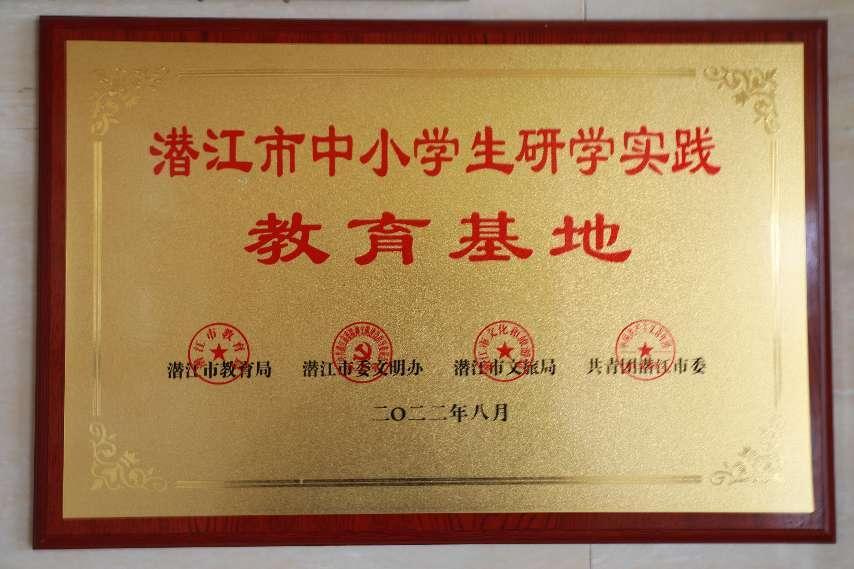 潜江市中小学生研学实践
教育基地
潜江市教育局 潜江市委文明办 潜江市文旅局 共青团潜江市委
二〇二二年八月